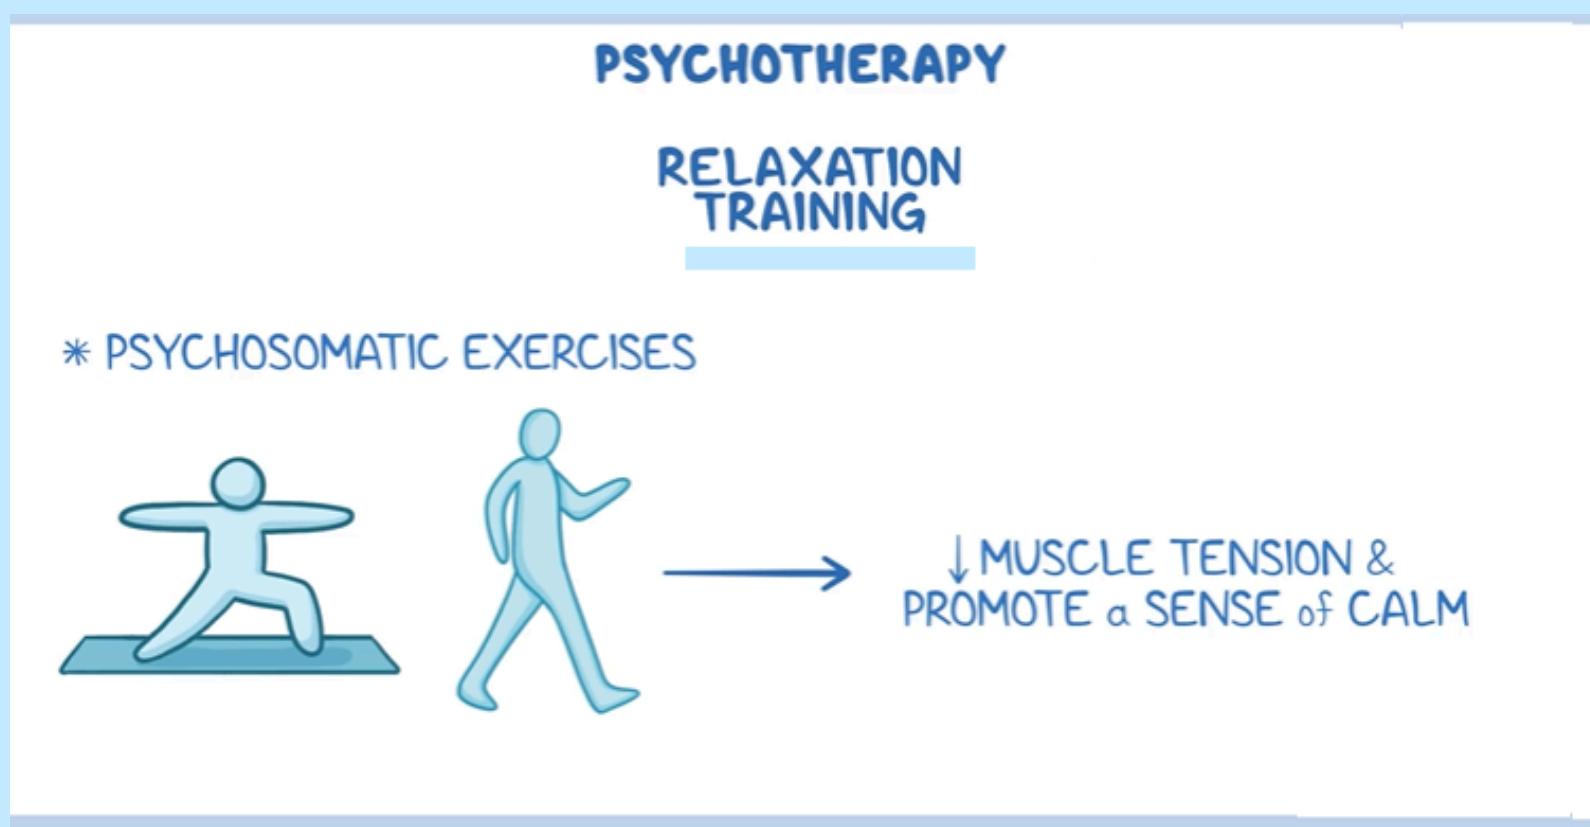 PSYCHOTHERAPY
RELAXATION
TRAINING
* PSYCHOSOMATIC EXERCISES
↓ MUSCLE TENSION &
PROMOTE a SENSE of CALM